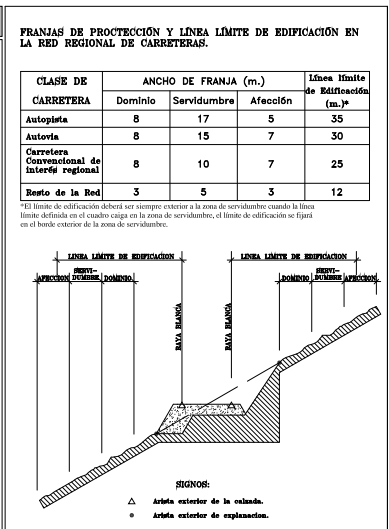 FRANJAS DE PROCTECCIÓN Y LÍNEA LÍMITE DE EDIFICACIÓN EN
LA RED REGIONAL DE CARRETERAS.
CLASE DE CARRETERA
ANCHO DE FRANJA (m.)
Línea límite de Edificación (m.)*
Dominio Servidumbre Afección
Autopista 8 17 5 35
Autovia 8 15 7 30
Carretera
Convencional de
interés regional 8 10 7 25
Resto de la Red 3 5 3 12
*El límite de edificación deberá ser siempre exterior a la zona de servidumbre cuando la línea
límite definida en el cuadro caiga en la zona de servidumbre, el límite de edificación se fijará
en el borde exterior de la zona de servidumbre.
LINEA LÍMITE DE EDIFICACION
LINEA LÍMITE DE EDIFICACION
AFECCION SERVI-DUMBRE DOMINIO
DOMINIO SERVI-DUMBRE AFECCION
RAYA BLANCA
RAYA BLANCA
SIGNOS:
Arista exterior de la calzada.
Arista exterior de explanacion.